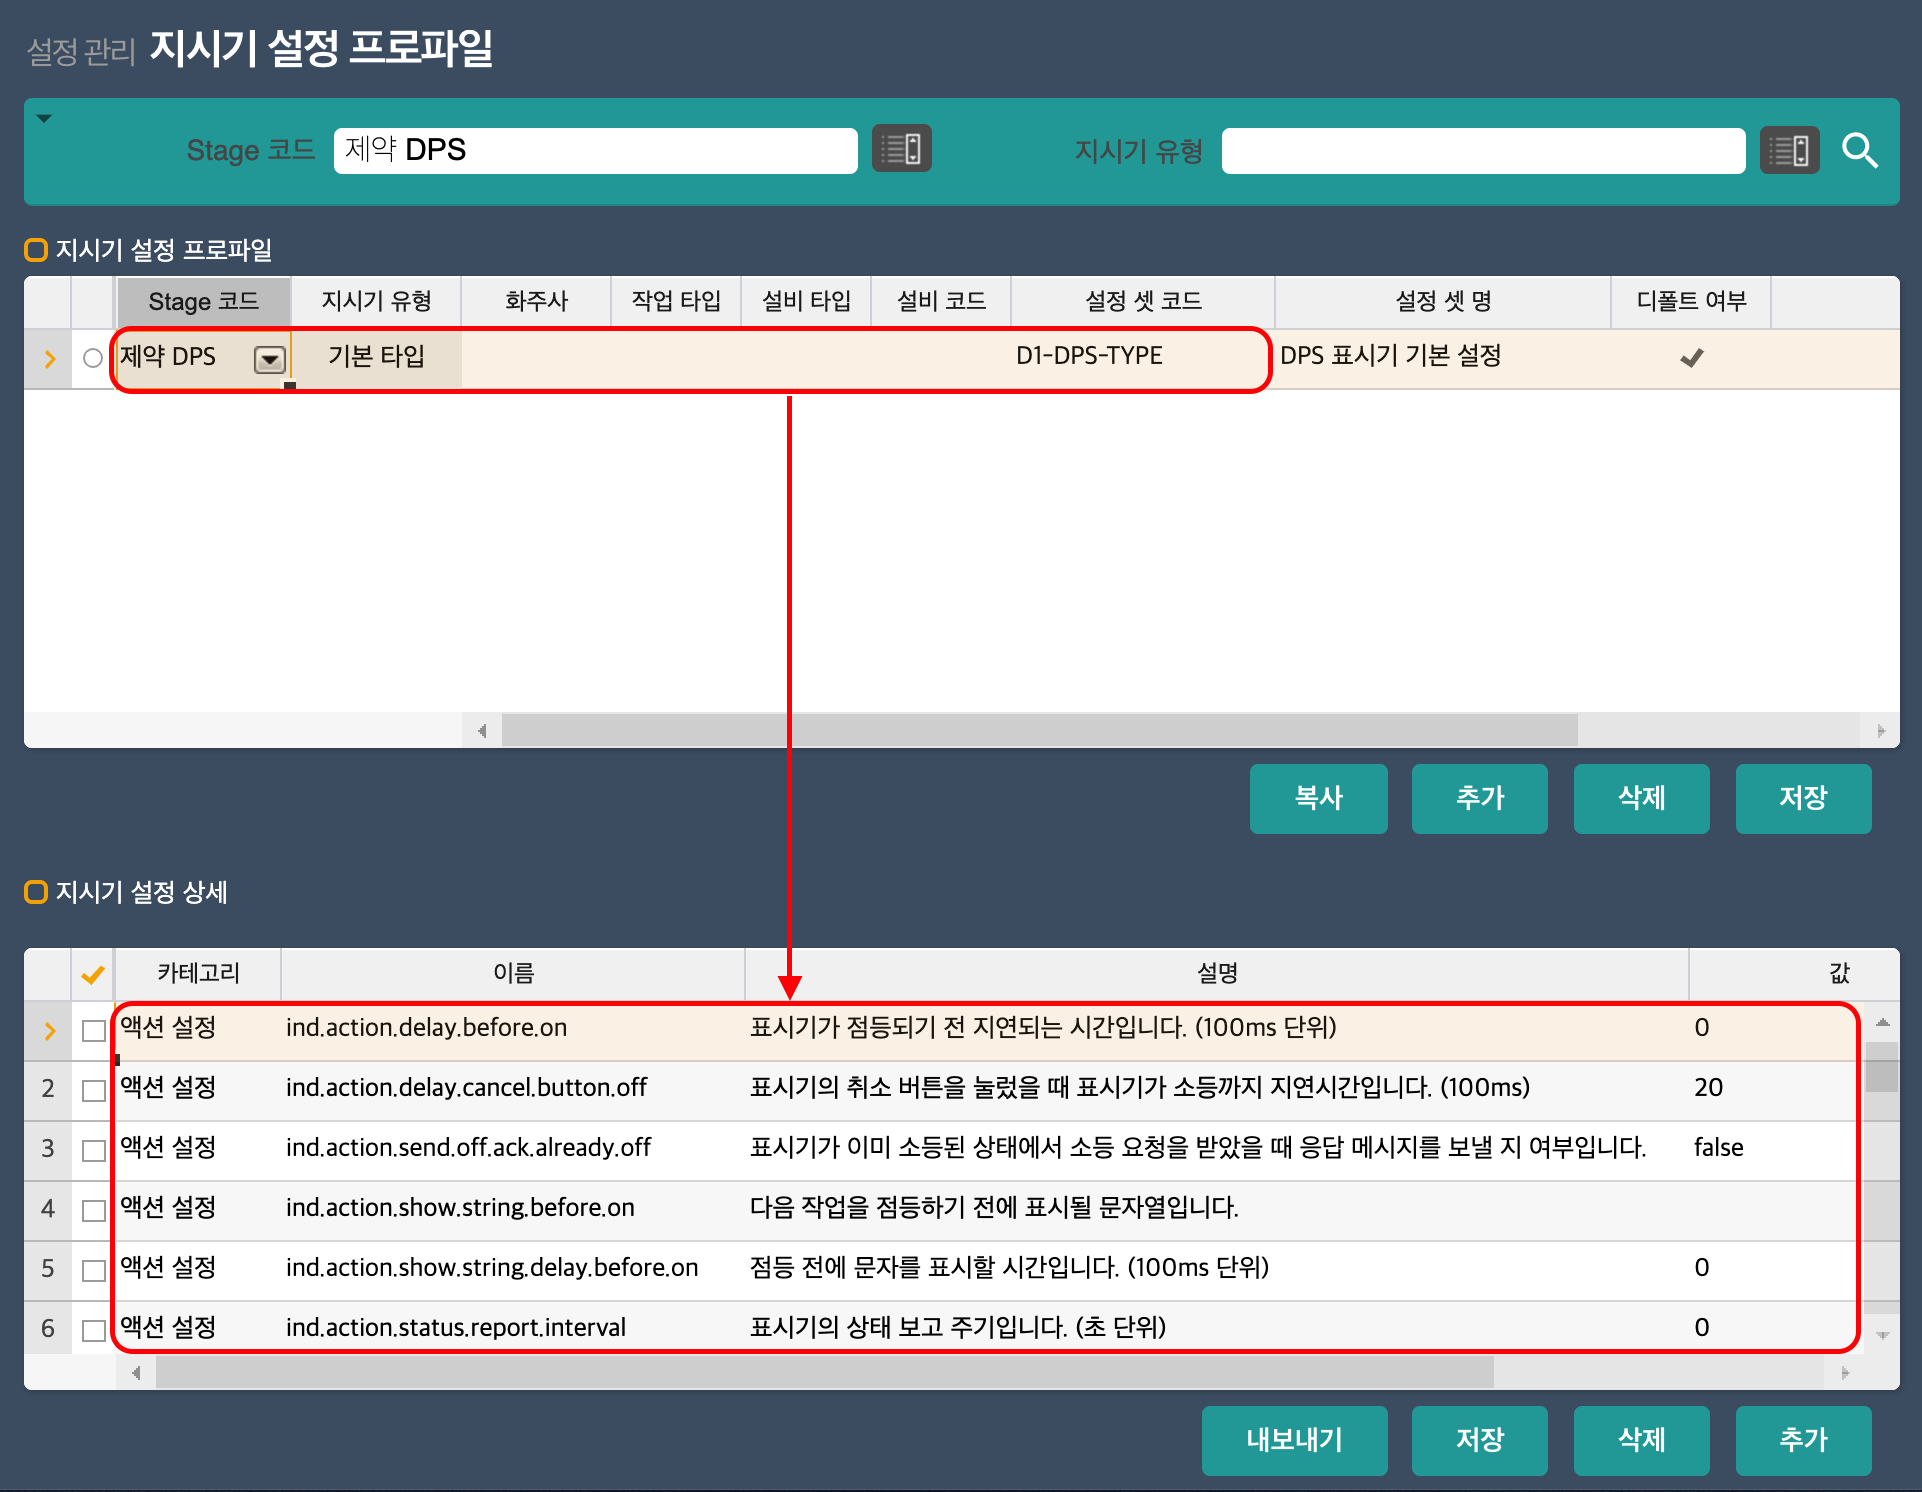 설정 관리 지시기 설정 프로파일
Stage 코드 제약 DPS 지시기 유형
지시기 설정 프로파일
Stage 코드 지시기 유형 화주사 작업 타입 설비 타입 설비 코드 설정 셋 코드 설정 셋 명 디폴트 여부
제약 DPS 기본 타입 D1-DPS-TYPE DPS 표시기 기본 설정
복사 추가 삭제 저장
지시기 설정 상세
카테고리 이름 설명 값
액션 설정 ind.action.delay.before.on 표시기가 점등되기 전 지연되는 시간입니다. (100ms 단위) 0
2 액션 설정 ind.action.delay.cancel.button.off 표시기의 취소 버튼을 눌렀을 때 표시기가 소등까지 지연시간입니다. (100ms) 20
3 액션 설정 ind.action.send.off.ack.already.off 표시기가 이미 소등된 상태에서 소등 요청을 받았을 때 응답 메시지를 보낼 지 여부입니다. false
4 액션 설정 ind.action.show.string.before.on 다음 작업을 점등하기 전에 표시될 문자열입니다.
5 액션 설정 ind.action.show.string.delay.before.on 점등 전에 문자를 표시할 시간입니다. (100ms 단위) 0
6 액션 설정 ind.action.status.report.interval 표시기의 상태 보고 주기입니다. (초 단위) 0
내보내기 저장 삭제 추가